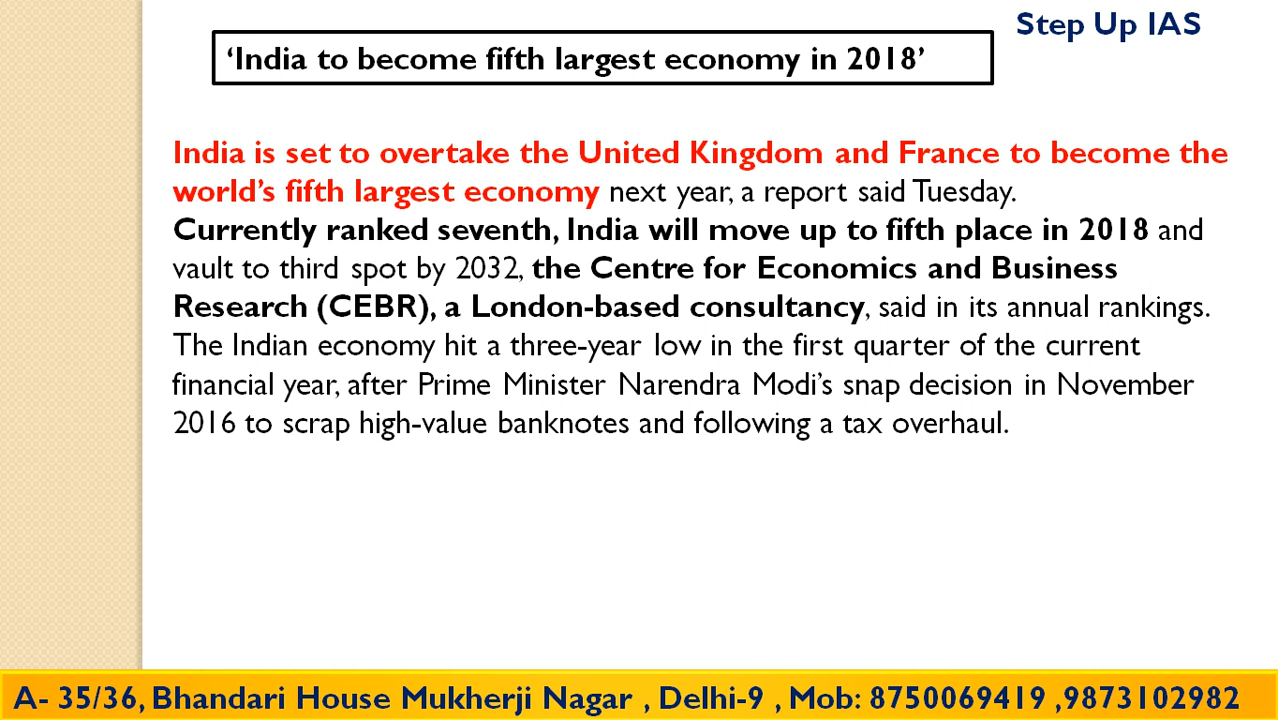 Step Up IAS
‘India to become fifth largest economy in 2018’
India is set to overtake the United Kingdom and France to become the
world’s fifth largest economy next year, a report said Tuesday.
Currently ranked seventh, India will move up to fifth place in 2018 and
vault to third spot by 2032, the Centre for Economics and Business
Research (CEBR), a London-based consultancy, said in its annual rankings.
The Indian economy hit a three-year low in the first quarter of the current
financial year, after Prime Minister Narendra Modi’s snap decision in November
2016 to scrap high-value banknotes and following a tax overhaul.
A- 35/36, Bhandari House Mukherji Nagar , Delhi-9 , Mob: 8750069419 ,9873102982